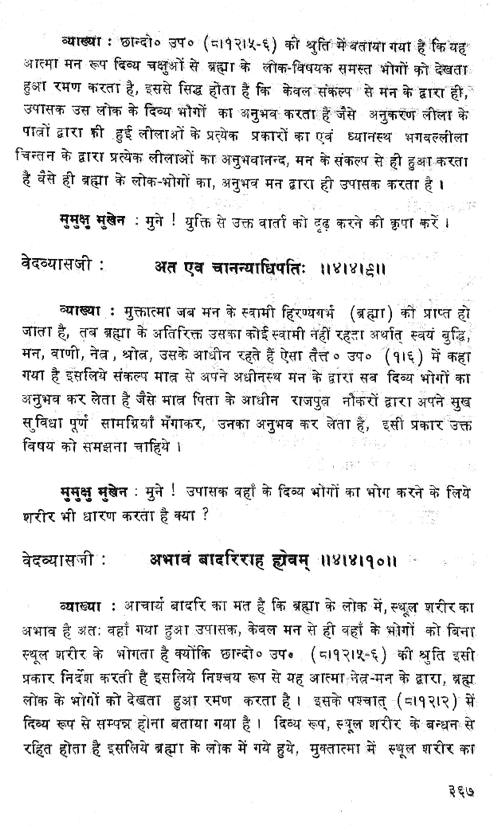 व्याख्या : छान्दो० उप० (८।१२।५-६) की श्रुति में बताया गया है कि यह
आत्मा मन रूप दिव्य चक्षुओं से ब्रह्मा के लोक-विषयक समस्त भोगों को देखता
हुआ रमण करता है, इससे सिद्ध होता है कि केवल संकल्प से मन के द्वारा ही,
उपासक उस लोक के दिव्य भोगों का अनुभव करता है जैसे अनुकरण लीला के
पात्रों द्वारा की हुई लीलाओं के प्रत्येक प्रकारों का एवं ध्यानस्थ भगवल्लीला
चिन्तन के द्वारा प्रत्येक लीलाओं का अनुभवानन्द, मन के संकल्प से ही हुआ करता
है वैसे ही ब्रह्मा के लोक-भोगों का, अनुभव मन द्वारा ही उपासक करता है ।
मुमुक्षु मुखेन : मुने ! युक्ति से उक्त वार्ता को दृढ़ करने की कृपा करें ।
वेदव्यासजी : अत एव चानन्याधिपतिः ॥४।४।९॥
व्याख्या : मुक्तात्मा जब मन के स्वामी हिरण्यगर्भ (ब्रह्मा) को प्राप्त हो
जाता है, तब ब्रह्मा के अतिरिक्त उसका कोई स्वामी नहीं रहता अर्थात् स्वयं बुद्धि,
मन, वाणी, नेत्र, श्रोत्र, उसके आधीन रहते हैं ऐसा तैत्त० उप० (१।६) में कहा
गया है इसलिये संकल्प मात्र से अपने अधीनस्थ मन के द्वारा सब दिव्य भोगों का
अनुभव कर लेता है जैसे मात्र पिता के आधीन राजपुत्र नौकरों द्वारा अपने सुख
सुविधा पूर्ण सामग्रियाँ मँगाकर, उनका अनुभव कर लेता है, इसी प्रकार उक्त
विषय को समझना चाहिये ।
मुमुक्षु मुखेन : मुने ! उपासक वहाँ के दिव्य भोगों का भोग करने के लिये
शरीर भी धारण करता है क्या ?
वेदव्यासजी : अभावं बादरिराह ह्येवम् ॥४।४।१०॥
व्याख्या : आचार्य बादरि का मत है कि ब्रह्मा के लोक में, स्थूल शरीर का
अभाव है अतः वहाँ गया हुआ उपासक, केवल मन से ही वहाँ के भोगों को बिना
स्थूल शरीर के भोगता है क्योंकि छान्दो० उप० (८।१२।५-६) की श्रुति इसी
प्रकार निर्देश करती है इसलिये निश्चय रूप से यह आत्मा नेत्र-मन के द्वारा, ब्रह्म
लोक के भोगों को देखता हुआ रमण करता है । इसके पश्चात् (८।१२।२) में
दिव्य रूप से सम्पन्न होना बताया गया है । दिव्य रूप, स्थूल शरीर के बन्धन से
रहित होता है इसलिये ब्रह्मा के लोक में गये हुये, मुक्तात्मा में स्थूल शरीर का
३६७